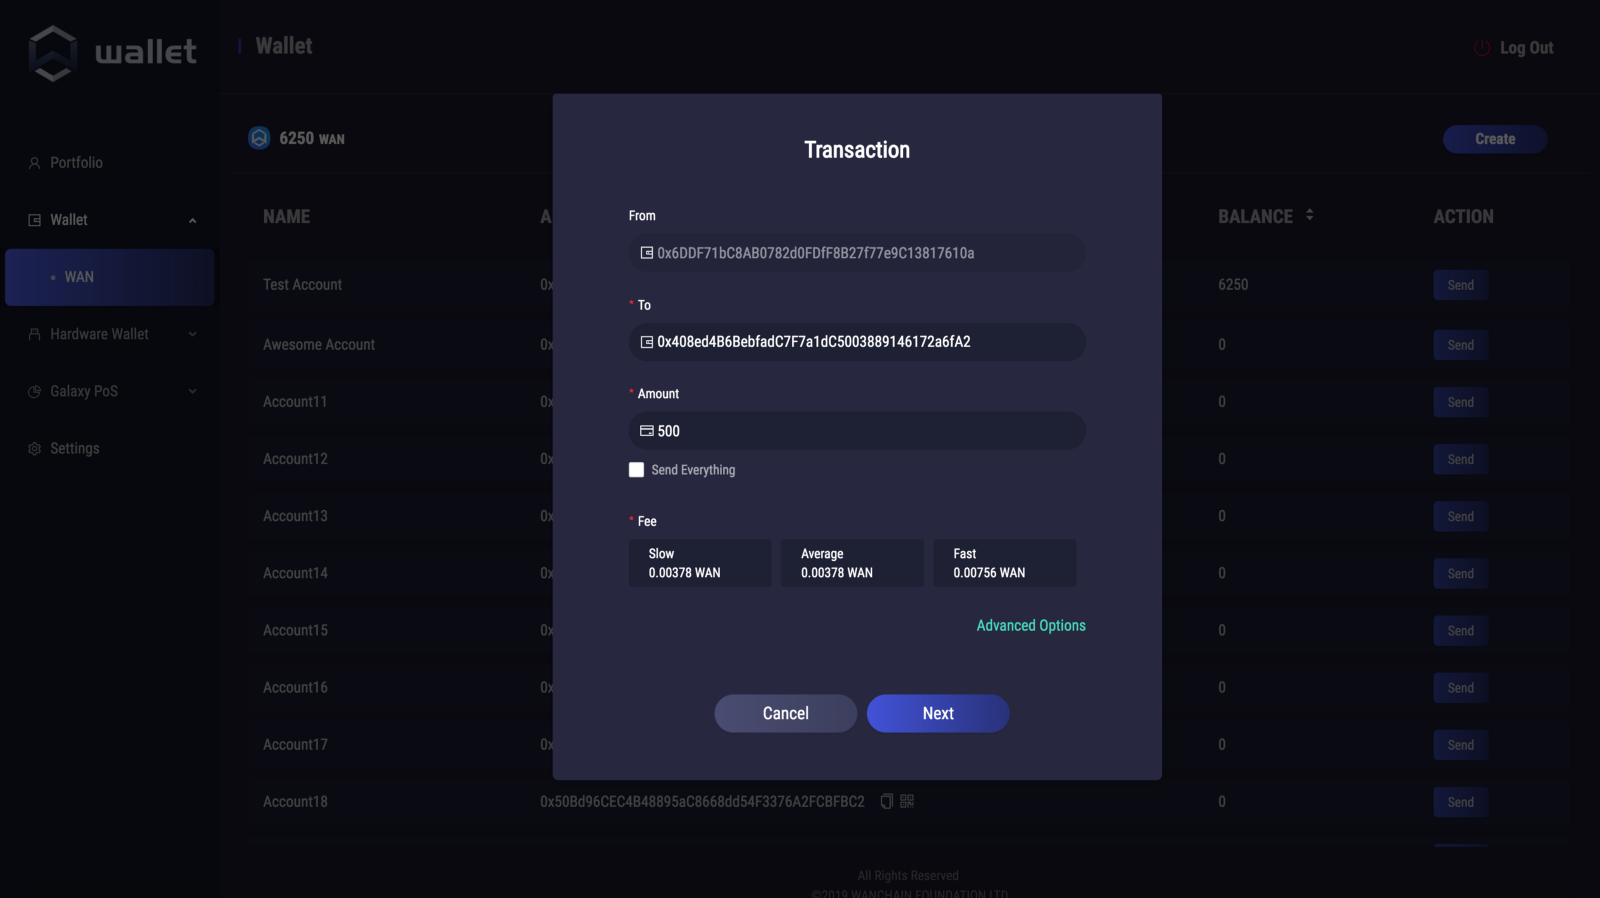 wallet
Wallet
Log Out
6250 WAN
Create
Portfolio
Wallet
WAN
Hardware Wallet
Galaxy PoS
Settings
NAME
A
BALANCE
ACTION
Test Account
0x
6250
Send
Awesome Account
0x
0
Send
Account11
0x
0
Send
Account12
0x
0
Send
Account13
0x
0
Send
Account14
0x
0
Send
Account15
0x
0
Send
Account16
0x
0
Send
Account17
0x
0
Send
Account18
0x50Bd96CEC4B48895aC8668dd54F3376A2FCBFBC2
0
Send
Transaction
From
0x6DDF71bC8AB0782d0FDfF8B27f77e9C13817610a
* To
0x408ed4B6BebfadC7F7a1dC5003889146172a6fA2
* Amount
500
Send Everything
* Fee
Slow
0.00378 WAN
Average
0.00378 WAN
Fast
0.00756 WAN
Advanced Options
Cancel
Next
All Rights Reserved
©2019 WANCHAIN FOUNDATION LTD